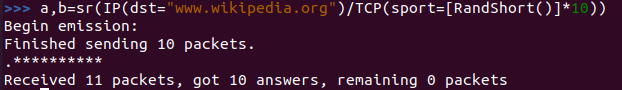 >>> a,b=sr(IP(dst="www.wikipedia.org")/TCP(sport=[RandShort()]*10))
Begin emission:
Finished sending 10 packets.
.**********
Received 11 packets, got 10 answers, remaining 0 packets